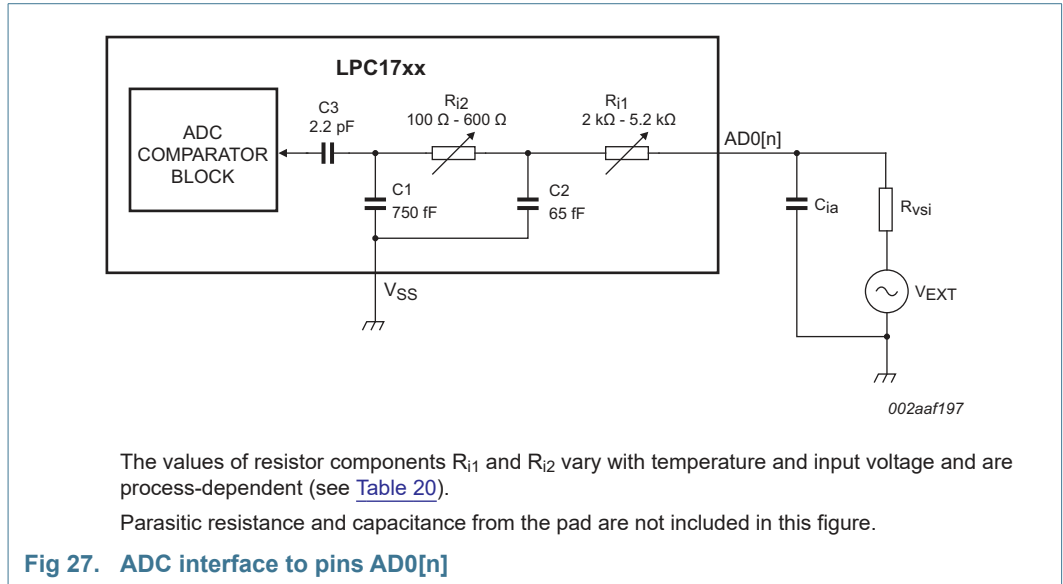 LPC17xx
ADC
COMPARATOR
BLOCK
C3
2.2 pF
Ri2
100 Ω - 600 Ω
Ri1
2 kΩ - 5.2 kΩ
AD0[n]
C1
750 fF
C2
65 fF
Cia
Rvsi
VEXT
VSS
002aaf197
The values of resistor components Ri1 and Ri2 vary with temperature and input voltage and are
process-dependent (see Table 20).
Parasitic resistance and capacitance from the pad are not included in this figure.
Fig 27. ADC interface to pins AD0[n]